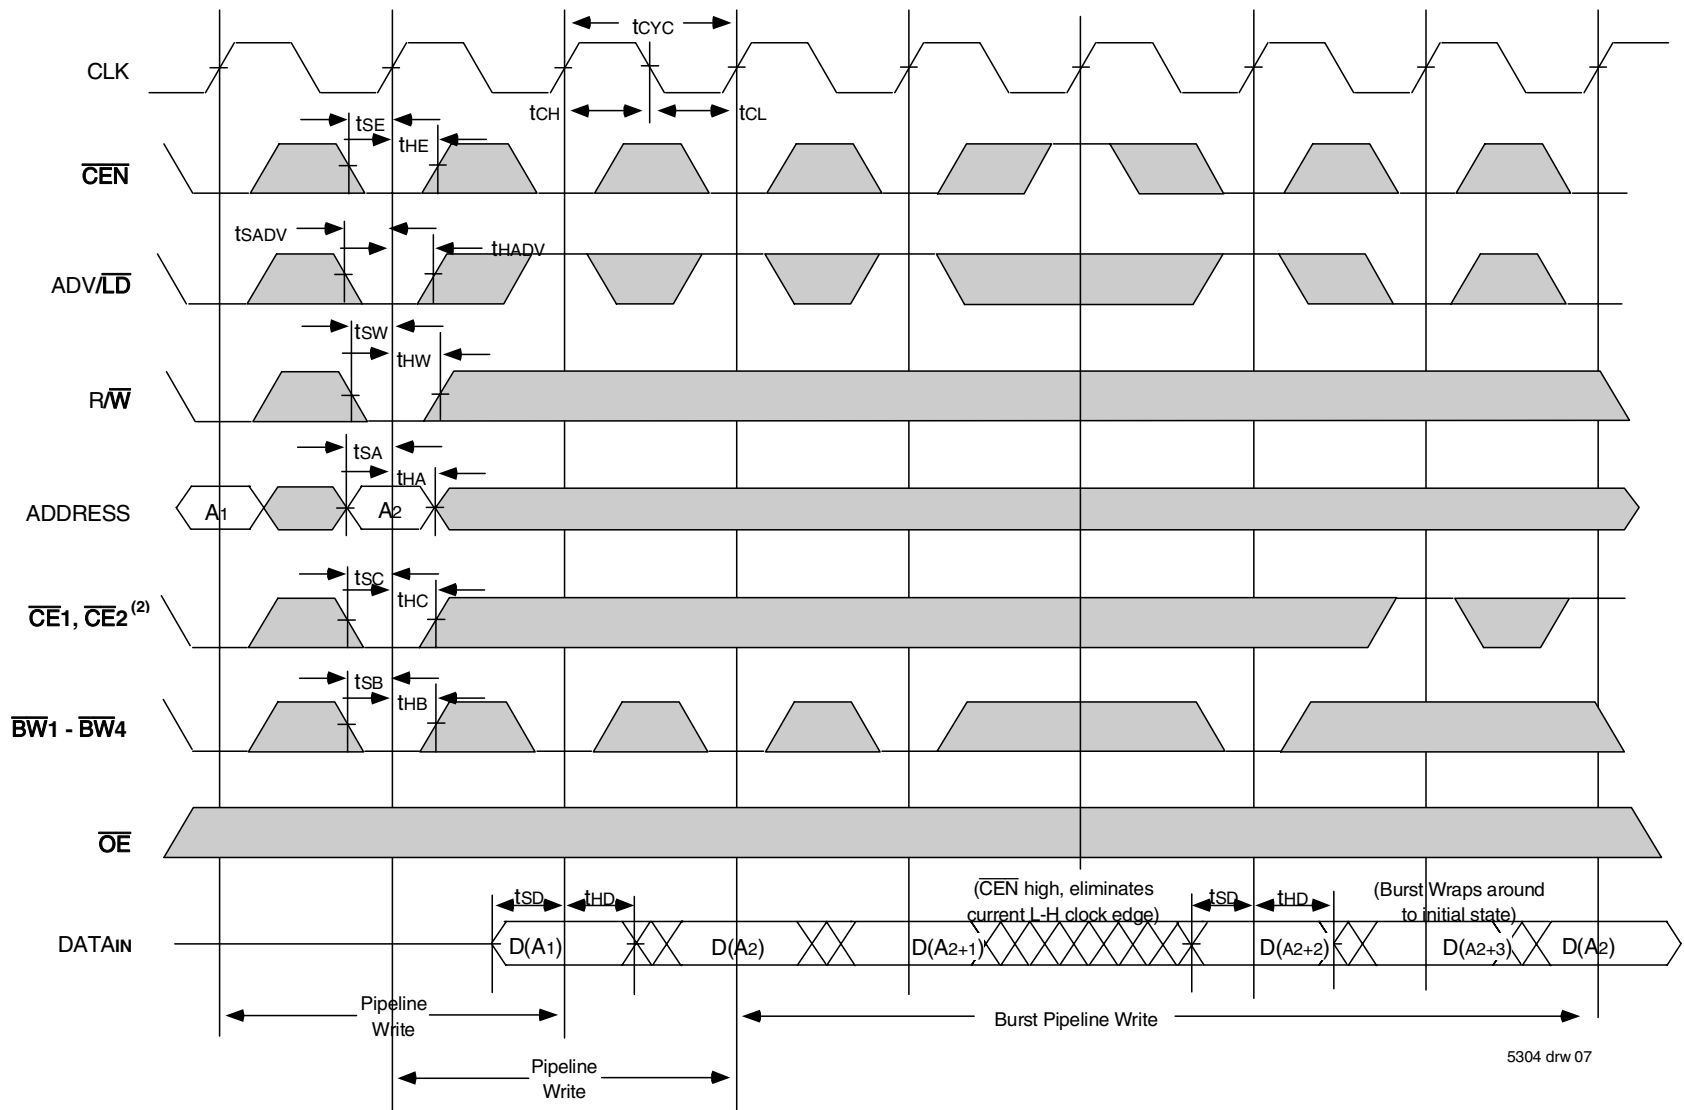 tCYC
CLK
tCH
tCL
tSE
tHE
CEN
tSADV
tHADV
ADV/LD
tSW
tHW
R/W
tSA
tHA
ADDRESS
A1
A2
tSC
tHC
CE1, CE2 (2)
tSB
tHB
BW1 - BW4
OE
tSD
tHD
(CEN high, eliminates
current L-H clock edge)
tSD
tHD
(Burst Wraps around
to initial state)
DATAIN
D(A1)
D(A2)
D(A2+1)
D(A2+2)
D(A2+3)
D(A2)
Pipeline
Write
Burst Pipeline Write
Pipeline
Write
5304 drw 07